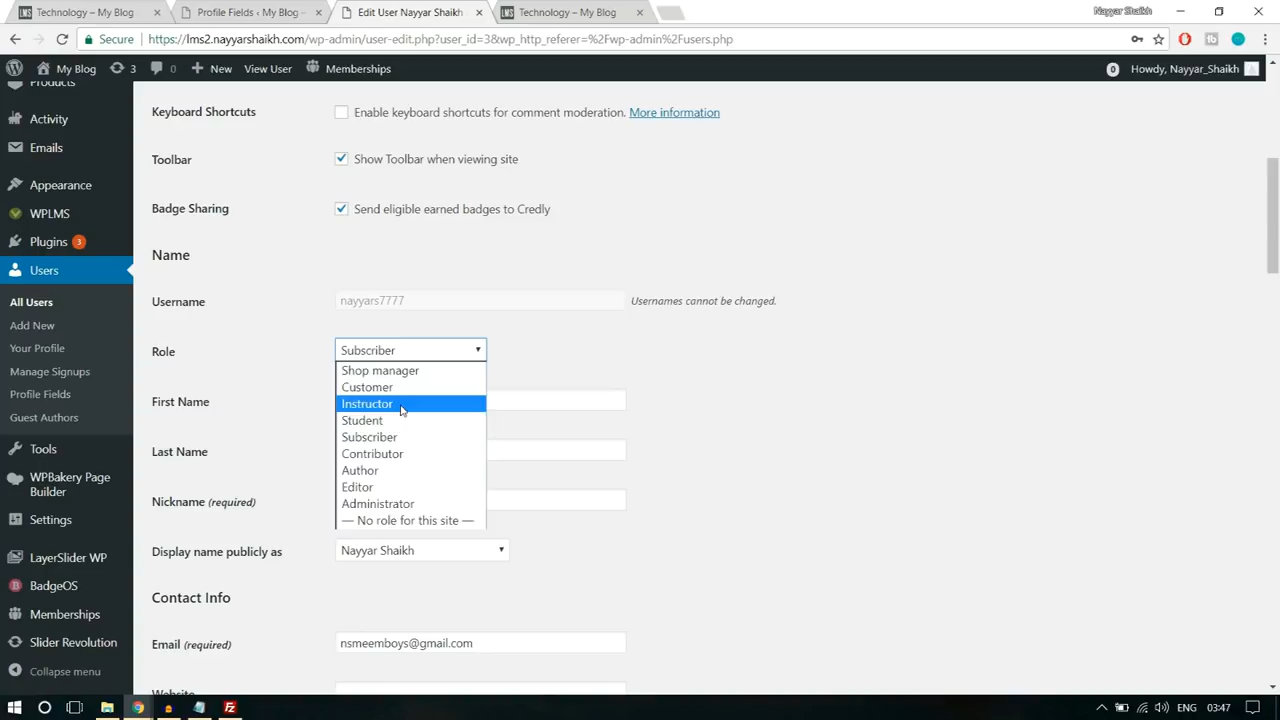 Technology – My Blog
Profile Fields ‹ My Blog –
Edit User Nayyar Shaikh
Technology – My Blog
Nayyar Shaikh
Secure
https://lms2.nayyarshaikh.com/wp-admin/user-edit.php?user_id=3&wp_http_referer=%2Fwp-admin%2Fusers.php
My Blog
3
0
New
View User
Memberships
0
Howdy, Nayyar_Shaikh
Products
Activity
Emails
Appearance
WPLMS
Plugins 3
Users
All Users
Add New
Your Profile
Manage Signups
Profile Fields
Guest Authors
Tools
WPBakery Page
Builder
Settings
LayerSlider WP
BadgeOS
Memberships
Slider Revolution
Collapse menu
Keyboard Shortcuts
Enable keyboard shortcuts for comment moderation. More information
Toolbar
Show Toolbar when viewing site
Badge Sharing
Send eligible earned badges to Credly
Name
Username
nayyars7777
Usernames cannot be changed.
Role
Subscriber
Shop manager
Customer
Instructor
Student
Subscriber
Contributor
Author
Editor
Administrator
— No role for this site —
First Name
Last Name
Nickname (required)
Display name publicly as
Nayyar Shaikh
Contact Info
Email (required)
nsmeemboys@gmail.com
Website
ENG
03:47